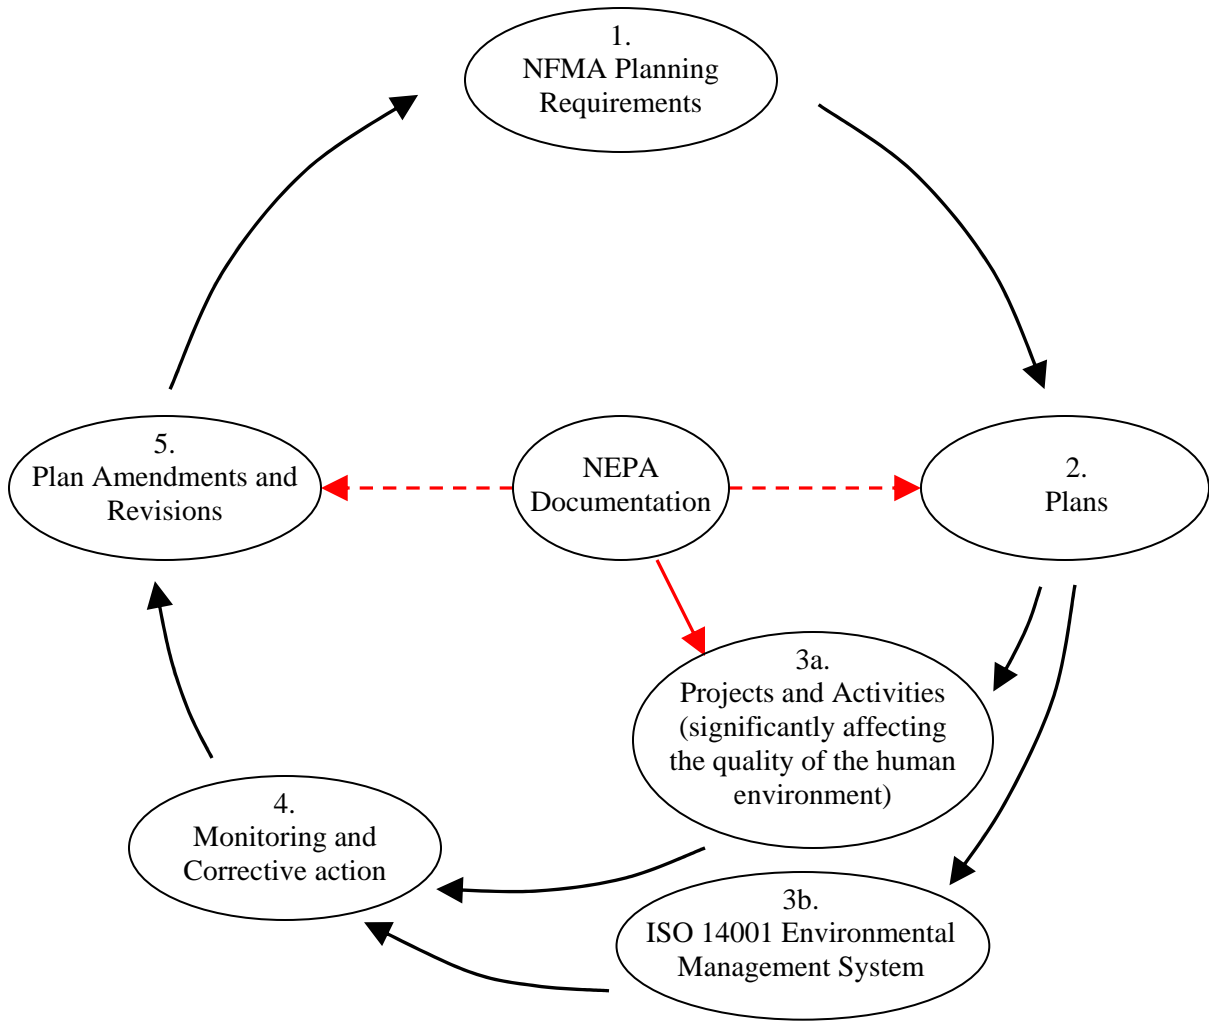 1.
NFMA Planning
Requirements
5.
Plan Amendments and
Revisions
NEPA
Documentation
2.
Plans
3a.
Projects and Activities
(significantly affecting
the quality of the human
environment)
4.
Monitoring and
Corrective action
3b.
ISO 14001 Environmental
Management System